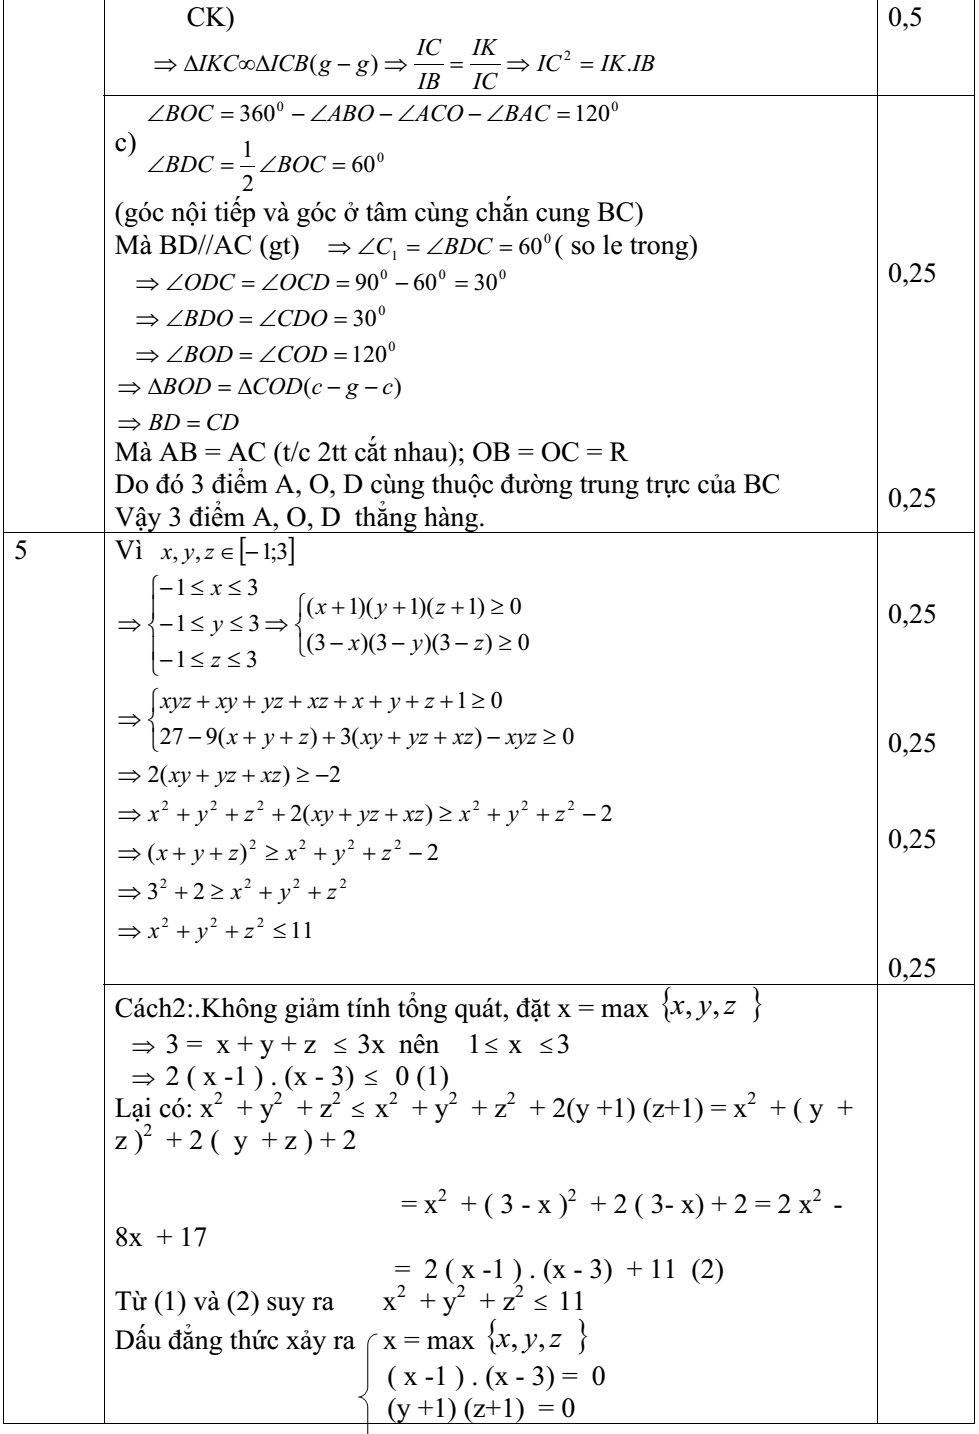 CK) 0,5
⇒ ΔIKC∞ΔICB(g − g) ⇒ IC/IB = IK/IC ⇒ IC² = IK.IB
∠BOC = 360⁰ − ∠ABO − ∠ACO − ∠BAC = 120⁰
c) ∠BDC = 1/2 ∠BOC = 60⁰
(góc nội tiếp và góc ở tâm cùng chắn cung BC)
Mà BD//AC (gt) ⇒ ∠C₁ = ∠BDC = 60⁰ ( so le trong)
⇒ ∠ODC = ∠OCD = 90⁰ − 60⁰ = 30⁰ 0,25
⇒ ∠BDO = ∠CDO = 30⁰
⇒ ∠BOD = ∠COD = 120⁰
⇒ ΔBOD = ΔCOD(c − g − c)
⇒ BD = CD
Mà AB = AC (t/c 2tt cắt nhau); OB = OC = R
Do đó 3 điểm A, O, D cùng thuộc đường trung trực của BC 0,25
Vậy 3 điểm A, O, D thẳng hàng.
5 Vì x, y, z ∈ [−1;3]
⇒ { −1 ≤ x ≤ 3
−1 ≤ y ≤ 3 ⇒ { (x + 1)(y + 1)(z + 1) ≥ 0 0,25
−1 ≤ z ≤ 3 (3 − x)(3 − y)(3 − z) ≥ 0
⇒ { xyz + xy + yz + xz + x + y + z + 1 ≥ 0
27 − 9(x + y + z) + 3(xy + yz + xz) − xyz ≥ 0 0,25
⇒ 2(xy + yz + xz) ≥ −2
⇒ x² + y² + z² + 2(xy + yz + xz) ≥ x² + y² + z² − 2
⇒ (x + y + z)² ≥ x² + y² + z² − 2 0,25
⇒ 3² + 2 ≥ x² + y² + z²
⇒ x² + y² + z² ≤ 11
0,25
Cách2:.Không giảm tính tổng quát, đặt x = max {x, y, z }
⇒ 3 = x + y + z ≤ 3x nên 1 ≤ x ≤3
⇒ 2 ( x -1 ) . (x - 3) ≤ 0 (1)
Lại có: x² + y² + z² ≤ x² + y² + z² + 2(y +1) (z+1) = x² + ( y +
z )² + 2 ( y + z ) + 2
= x² + ( 3 - x )² + 2 ( 3- x) + 2 = 2 x² -
8x + 17
= 2 ( x -1 ) . (x - 3) + 11 (2)
Từ (1) và (2) suy ra x² + y² + z² ≤ 11
Dấu đẳng thức xảy ra { x = max {x, y, z }
( x -1 ) . (x - 3) = 0
(y +1) (z+1) = 0